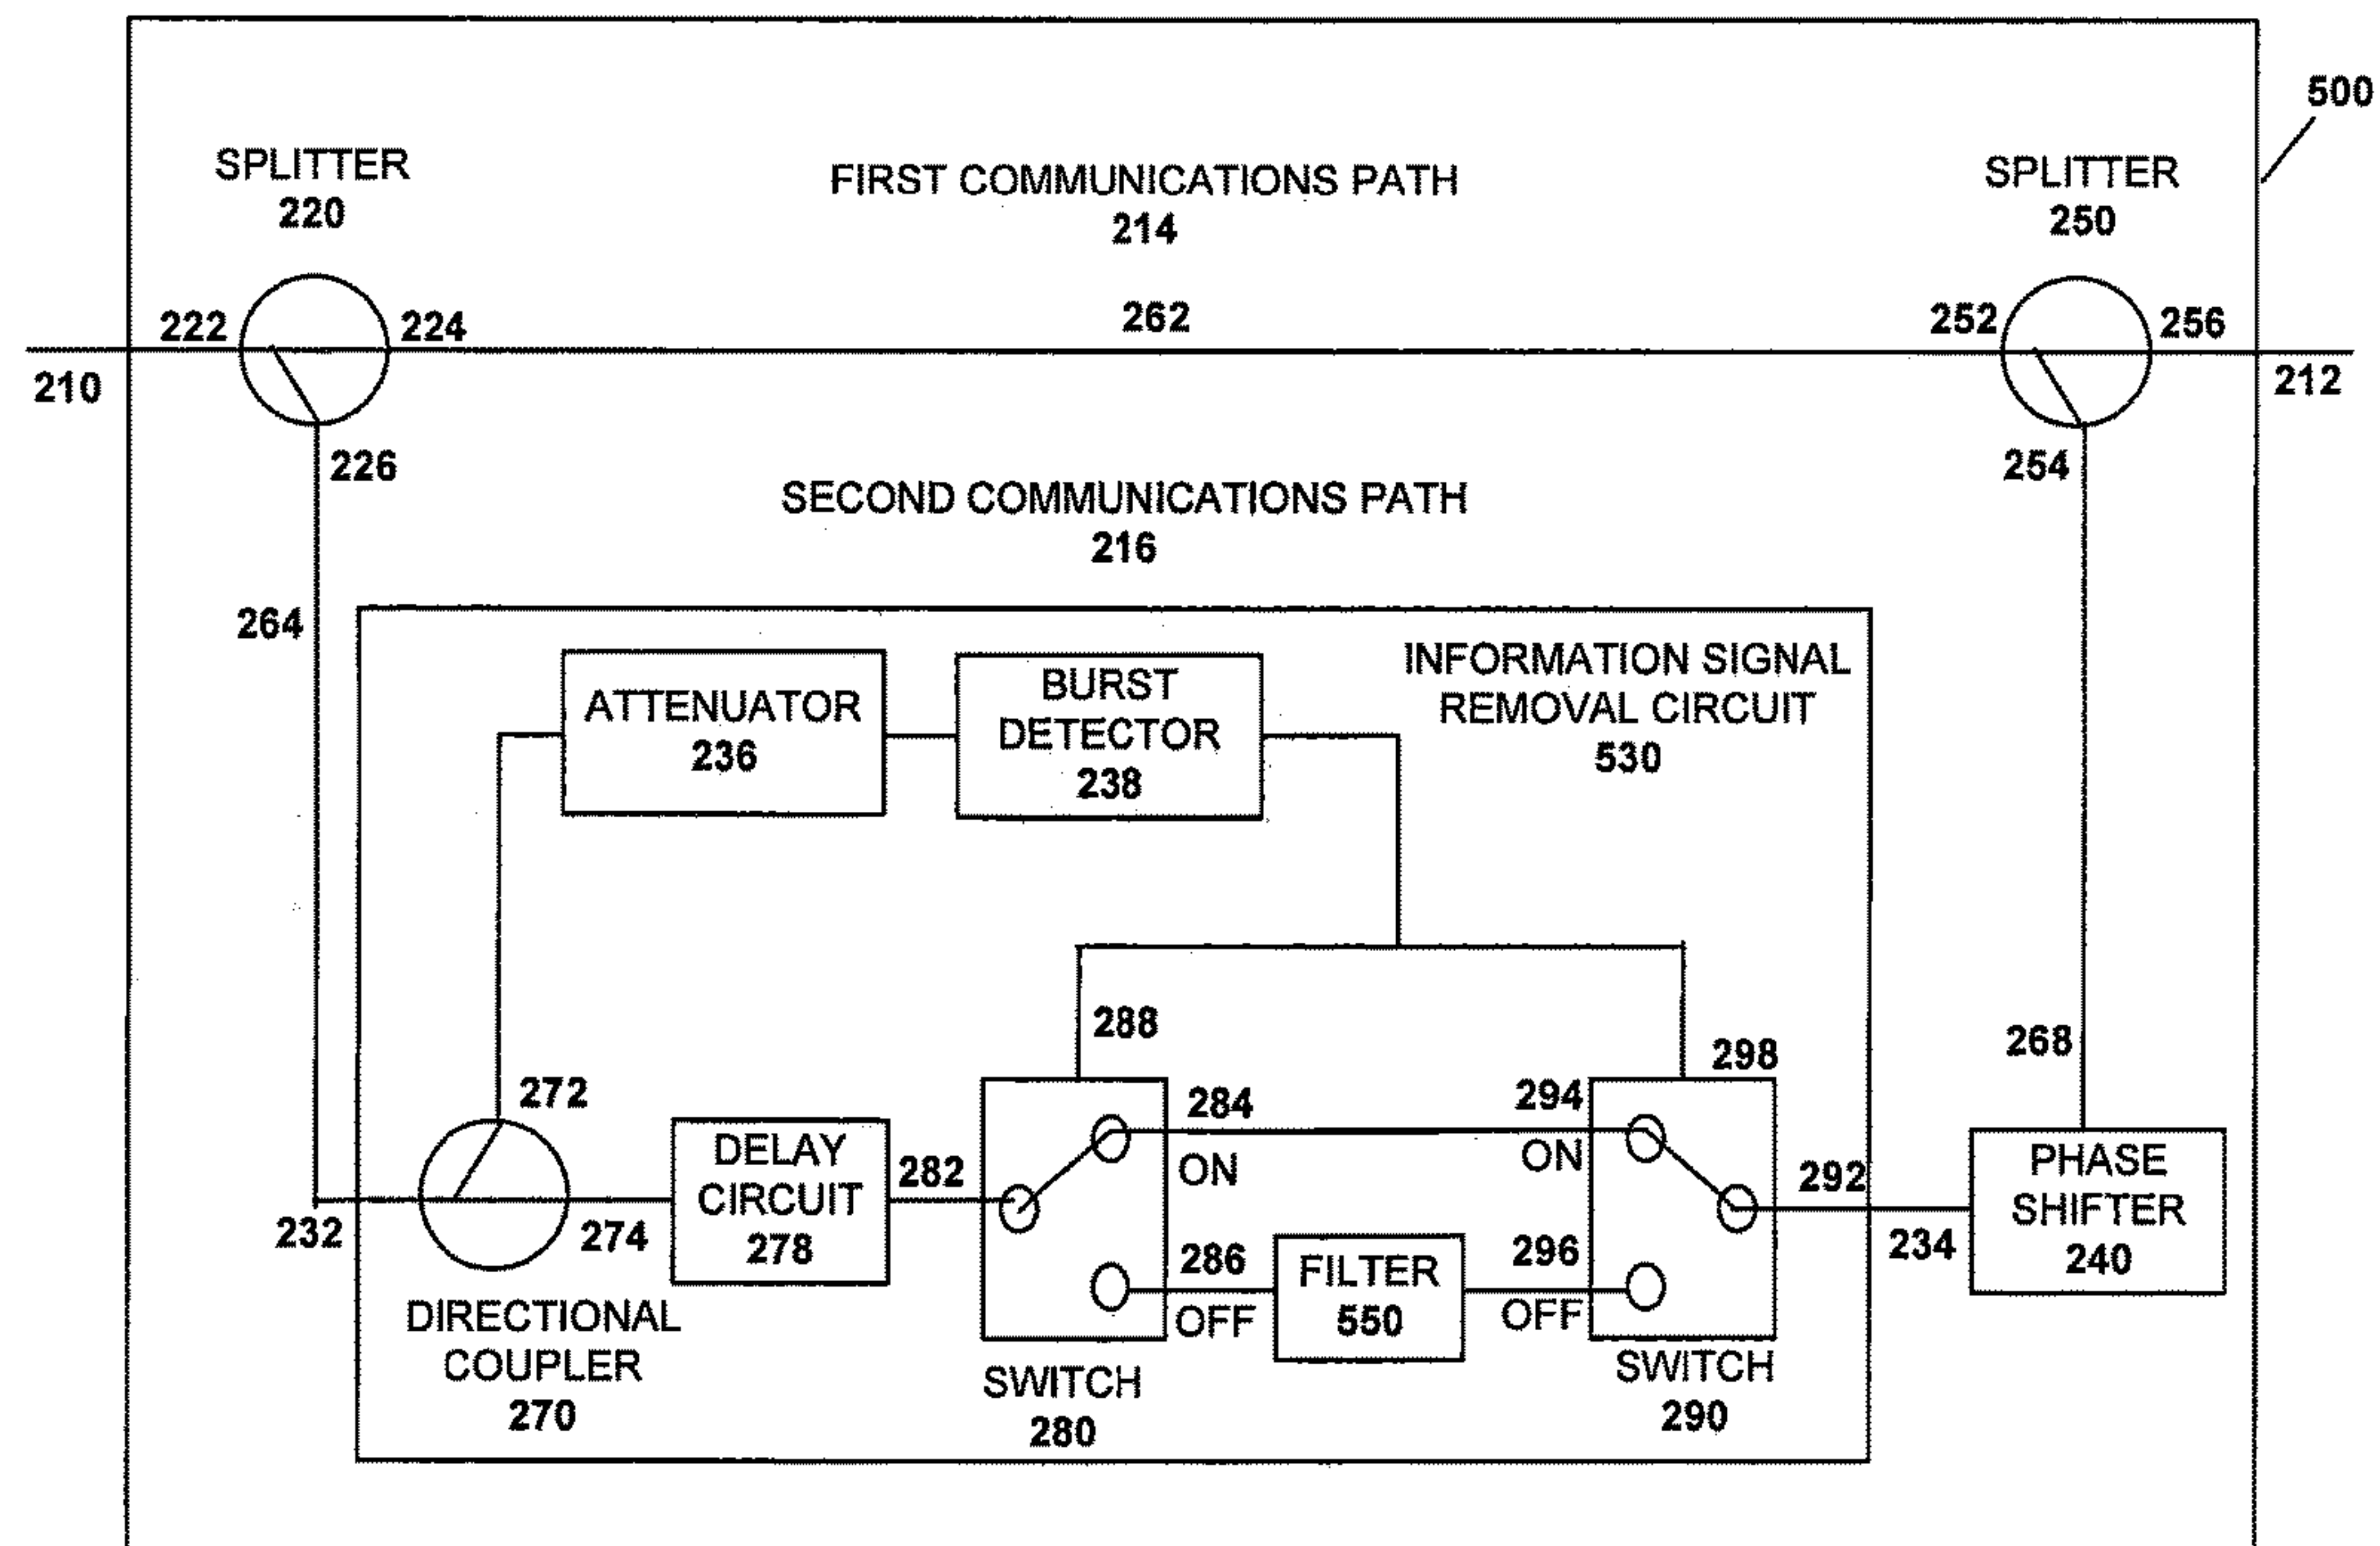 500
SPLITTER
220
FIRST COMMUNICATIONS PATH
214
SPLITTER
250
222
224
262
252
256
210
212
226
254
SECOND COMMUNICATIONS PATH
216
264
ATTENUATOR
236
BURST
DETECTOR
238
INFORMATION SIGNAL
REMOVAL CIRCUIT
530
288
298
268
272
284
294
ON
ON
DELAY
CIRCUIT
278
282
292
PHASE
SHIFTER
240
232
274
286
296
234
OFF
OFF
FILTER
550
DIRECTIONAL
COUPLER
270
SWITCH
280
SWITCH
290